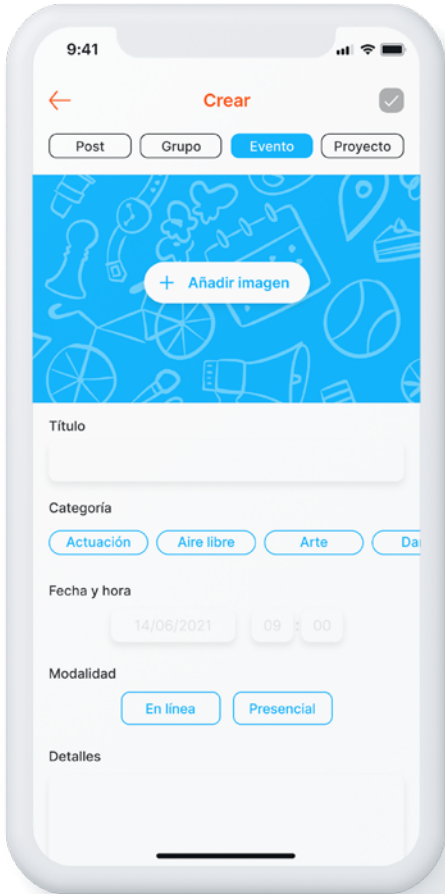 9:41
Crear
Post Grupo Evento Proyecto
+ Añadir imagen
Título
Categoría
Actuación Aire libre Arte Da
Fecha y hora
14/06/2021 09 : 00
Modalidad
En línea Presencial
Detalles